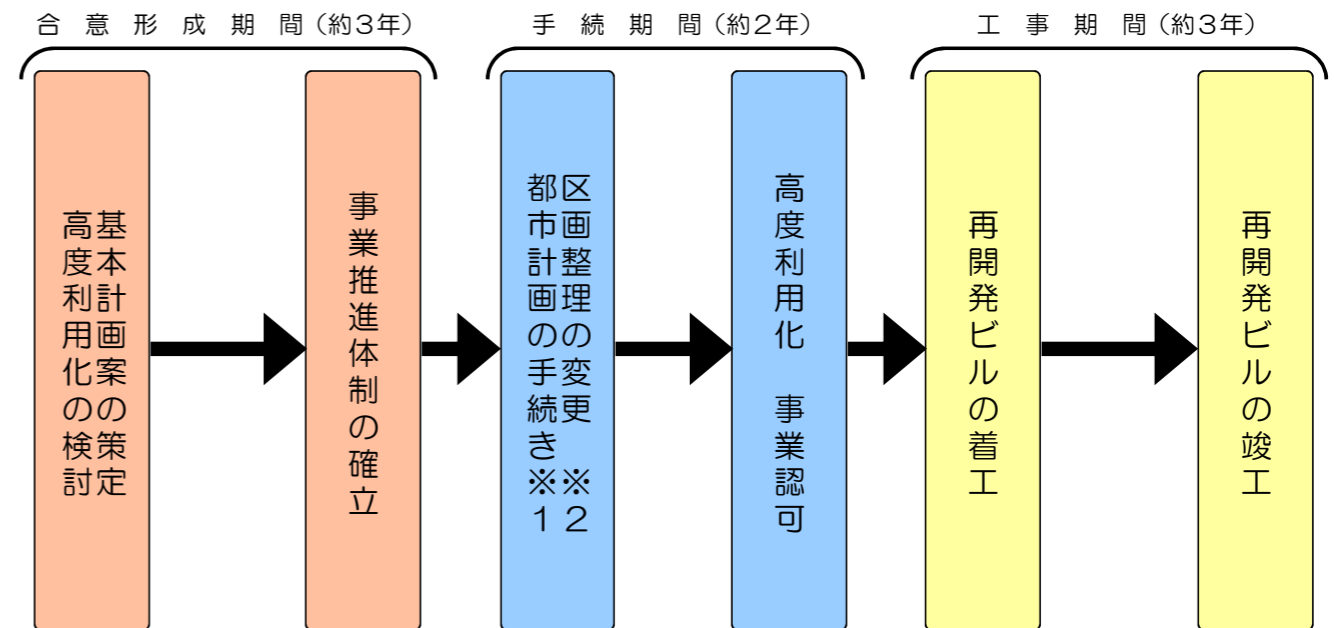 合意形成期間(約3年)
手続期間(約2年)
工事期間(約3年)
基本計画案の策定
高度利用化の検討
事業推進体制の確立
区画整理の変更 ※2
都市計画の手続き※1
高度利用化 事業認可
再開発ビルの着工
再開発ビルの竣工